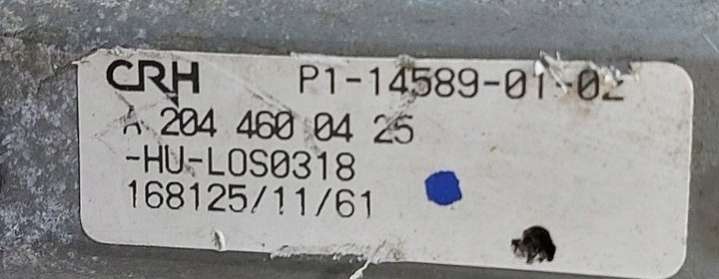 CRH P1-14589-01-02
A 204 460 04 25
-HU-LOS0318
168125/11/61